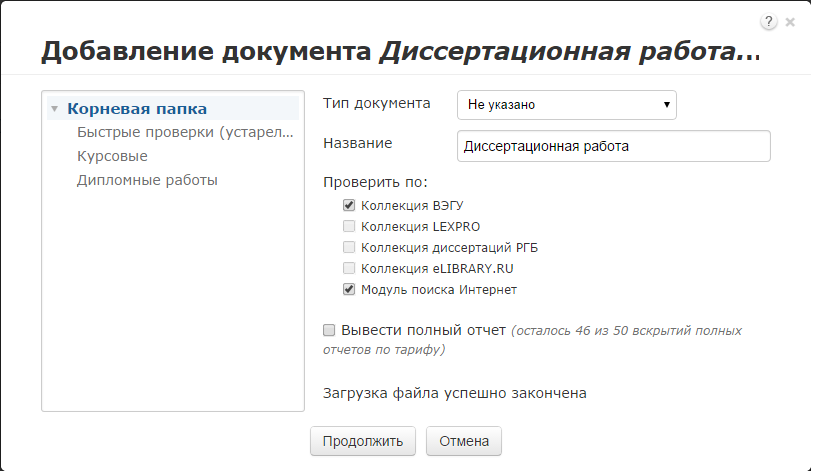 ?
Добавление документа Диссертационная работа...
Корневая папка
Быстрые проверки (устарел...
Курсовые
Дипломные работы
Тип документа
Не указано
Название
Диссертационная работа
Проверить по:
Коллекция ВЭГУ
Коллекция LEXPRO
Коллекция диссертаций РГБ
Коллекция eLIBRARY.RU
Модуль поиска Интернет
Вывести полный отчет (осталось 46 из 50 вскрытий полных
отчетов по тарифу)
Загрузка файла успешно закончена
Продолжить
Отмена